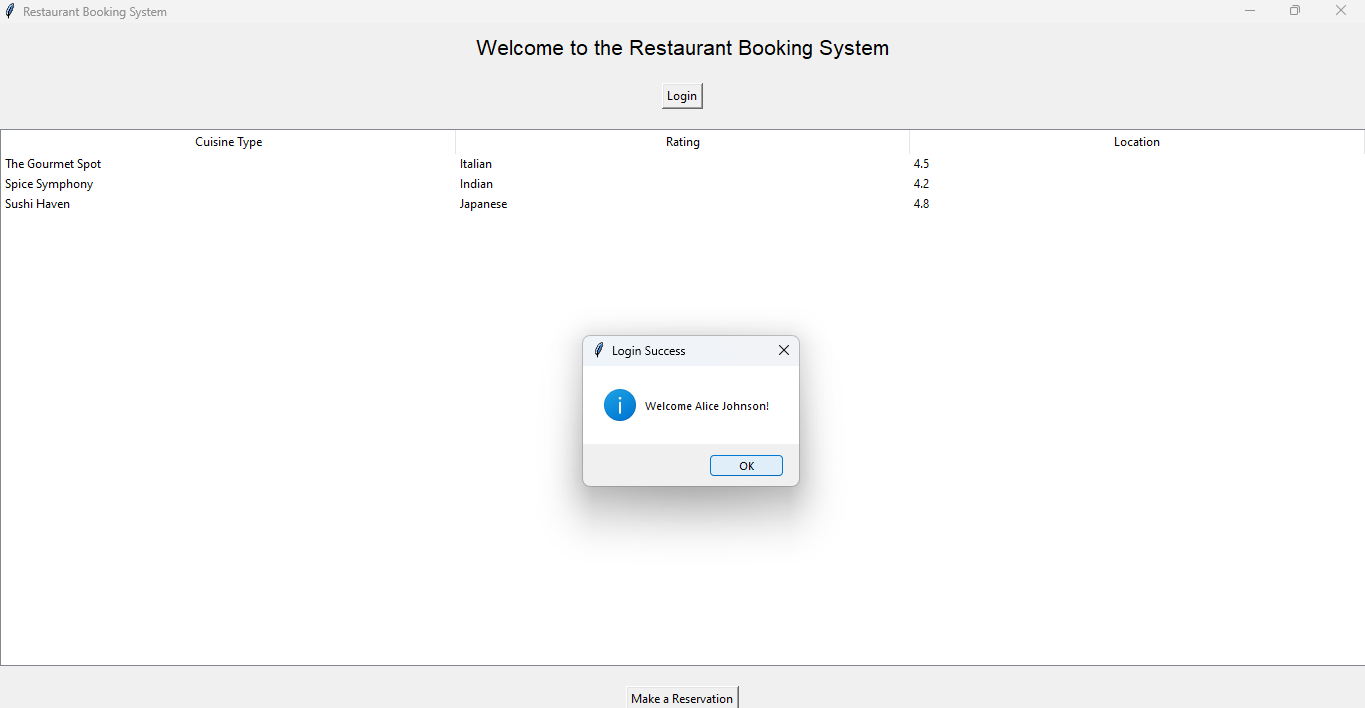 Restaurant Booking System
Welcome to the Restaurant Booking System
Login
Cuisine Type Rating Location
The Gourmet Spot Italian 4.5
Spice Symphony Indian 4.2
Sushi Haven Japanese 4.8
Login Success
Welcome Alice Johnson!
OK
Make a Reservation